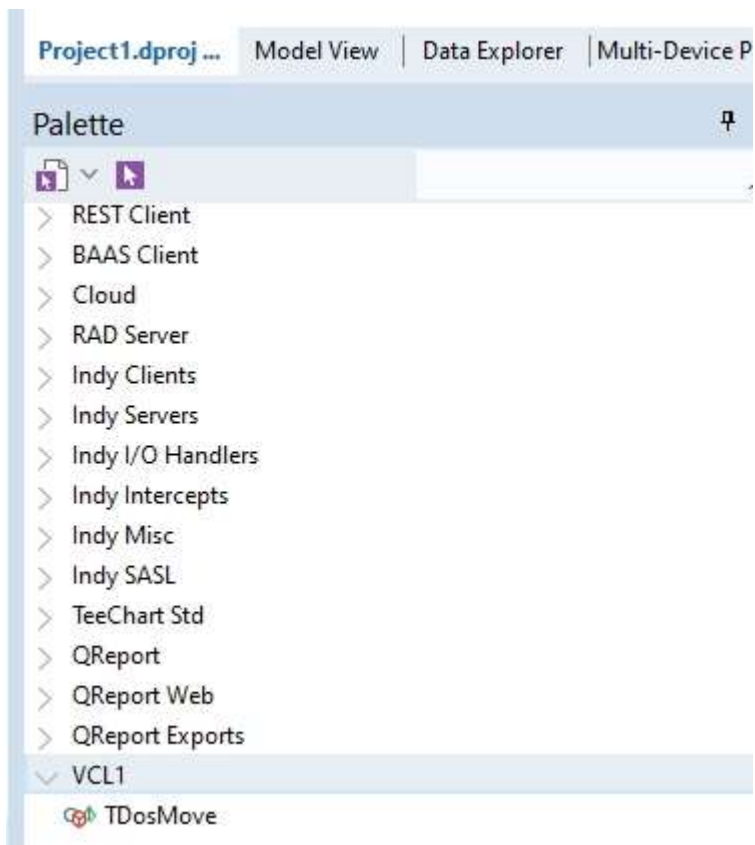 Project1.dproj ... Model View Data Explorer Multi-Device P
Palette
REST Client
BAAS Client
Cloud
RAD Server
Indy Clients
Indy Servers
Indy I/O Handlers
Indy Intercepts
Indy Misc
Indy SASL
TeeChart Std
QReport
QReport Web
QReport Exports
VCL1
TDosMove